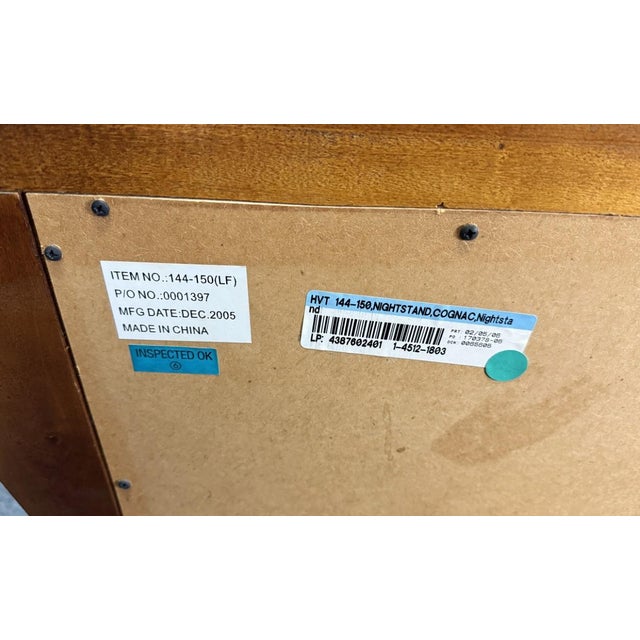 ITEM NO.:144-150(LF)
P/O NO.:0001397
MFG DATE:DEC.2005
MADE IN CHINA
INSPECTED OK
6
HVT 144-150,NIGHTSTAND,COGNAC,Nightsta
nd
LP: 4387602401 1-4512-1803